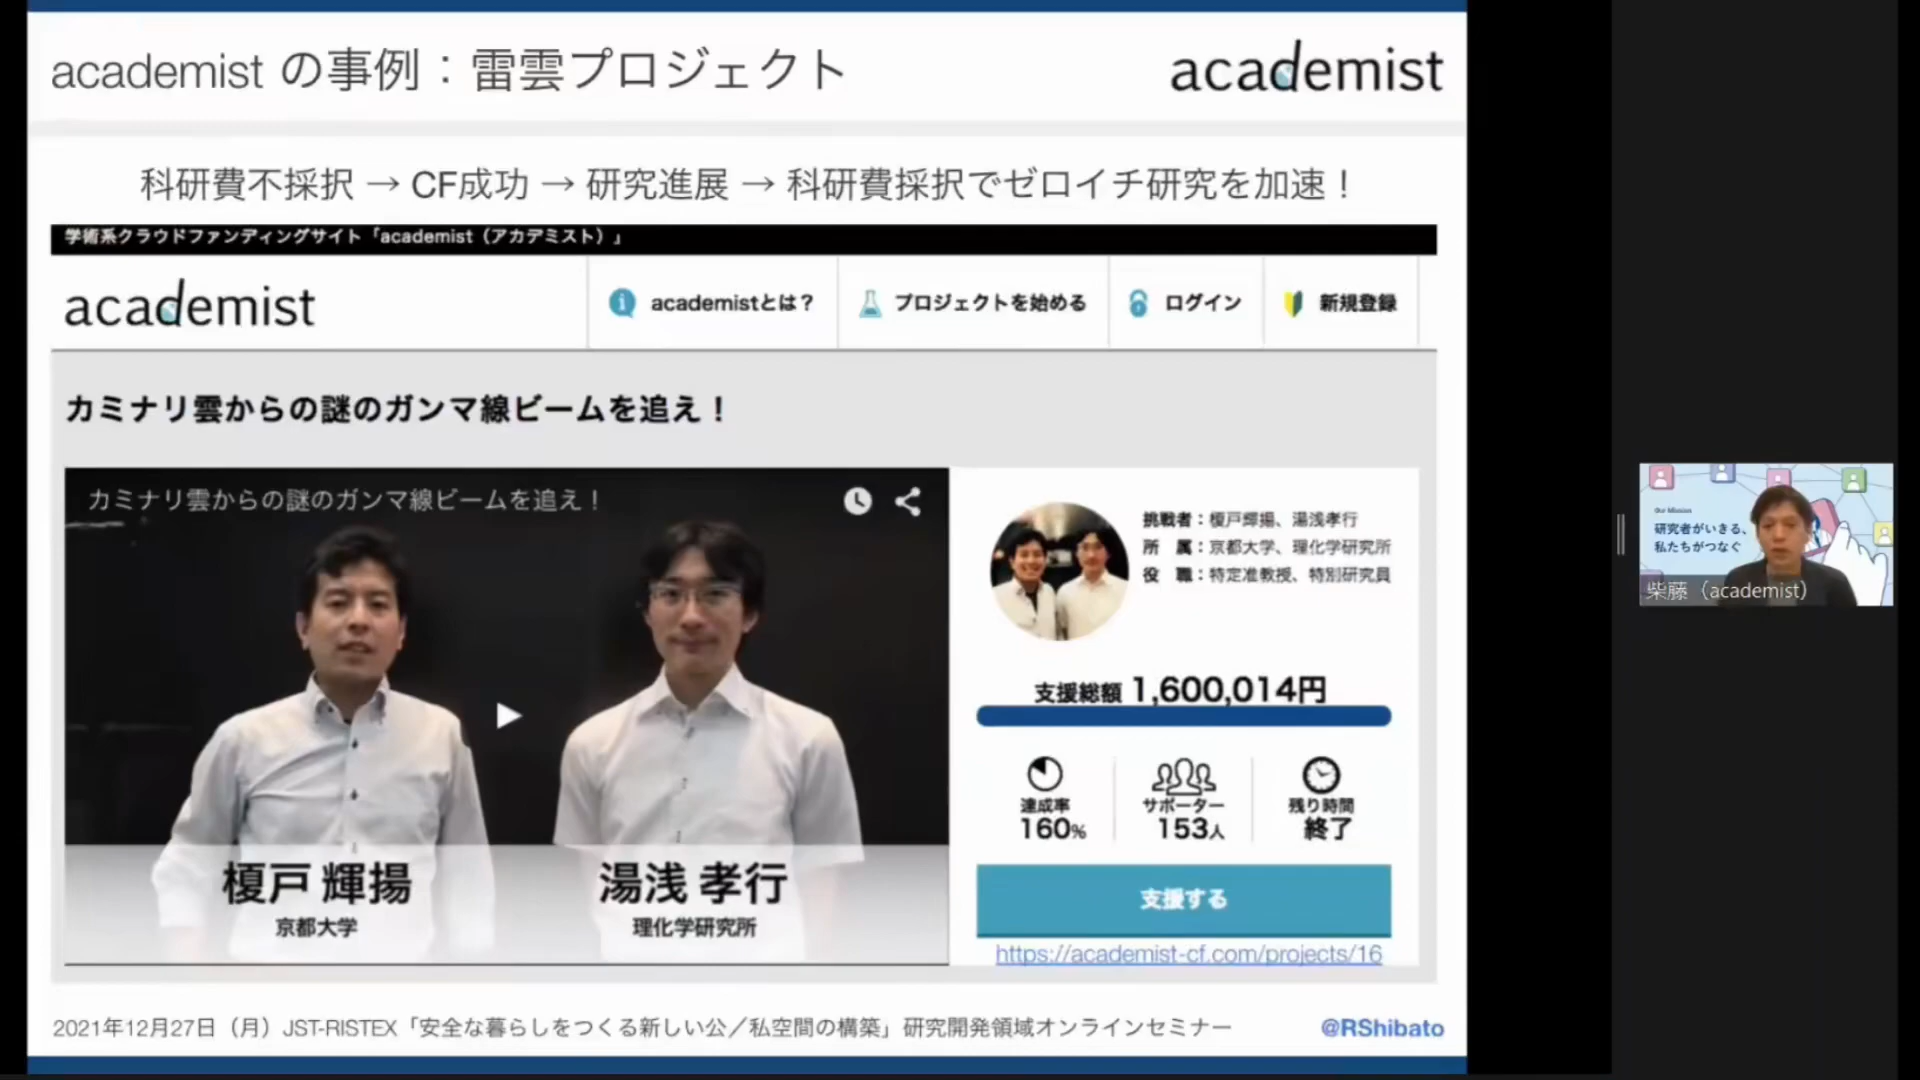 academist の事例：雷雲プロジェクト
academist
科研費不採択 → CF成功 → 研究進展 → 科研費採択でゼロイチ研究を加速！
学術系クラウドファンディングサイト「academist（アカデミスト）」
academist
academistとは？
プロジェクトを始める
ログイン
新規登録
カミナリ雲からの謎のガンマ線ビームを追え！
カミナリ雲からの謎のガンマ線ビームを追え！
榎戸 輝揚
京都大学
湯浅 孝行
理化学研究所
挑戦者：榎戸輝揚、湯浅孝行
所 属：京都大学、理化学研究所
役 職：特定准教授、特別研究員
支援総額 1,600,014円
達成率
160%
サポーター
153人
残り時間
終了
支援する
https://academist-cf.com/projects/16
2021年12月27日（月）JST-RISTEX「安全な暮らしをつくる新しい公／私空間の構築」研究開発領域オンラインセミナー
@RShibato
Our Mission
研究者がいきる、
私たちがつなぐ
柴藤（academist）